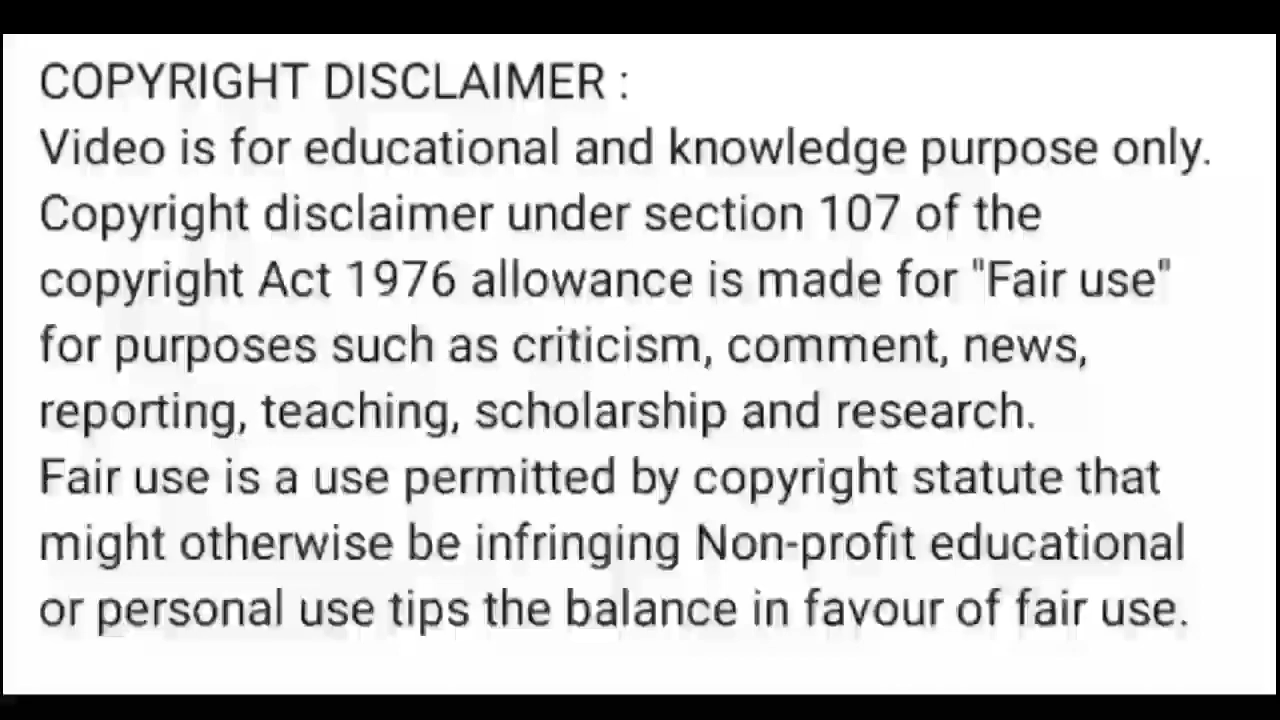 COPYRIGHT DISCLAIMER :
Video is for educational and knowledge purpose only.
Copyright disclaimer under section 107 of the
copyright Act 1976 allowance is made for "Fair use"
for purposes such as criticism, comment, news,
reporting, teaching, scholarship and research.
Fair use is a use permitted by copyright statute that
might otherwise be infringing Non-profit educational
or personal use tips the balance in favour of fair use.